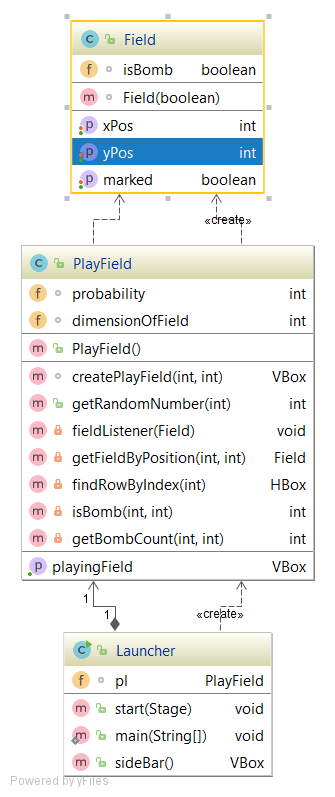 Field
isBomb boolean
Field(boolean)
xPos int
yPos int
marked boolean
«create»
PlayField
probability int
dimensionOfField int
PlayField()
createPlayField(int, int) VBox
getRandomNumber(int) int
fieldListener(Field) void
getFieldByPosition(int, int) Field
findRowByIndex(int) HBox
isBomb(int, int) int
getBombCount(int, int) int
playingField VBox
1
1
«create»
Launcher
pl PlayField
start(Stage) void
main(String[]) void
sideBar() VBox
Powered by yFiles